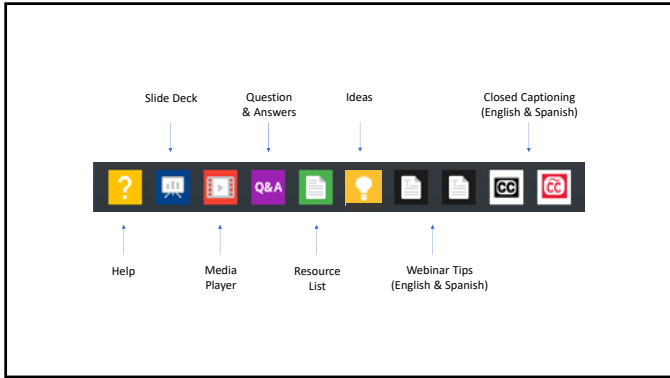 Slide Deck
Question
& Answers
Ideas
Closed Captioning
(English & Spanish)
?
Q&A
CC
CC
Help
Media
Player
Resource
List
Webinar Tips
(English & Spanish)